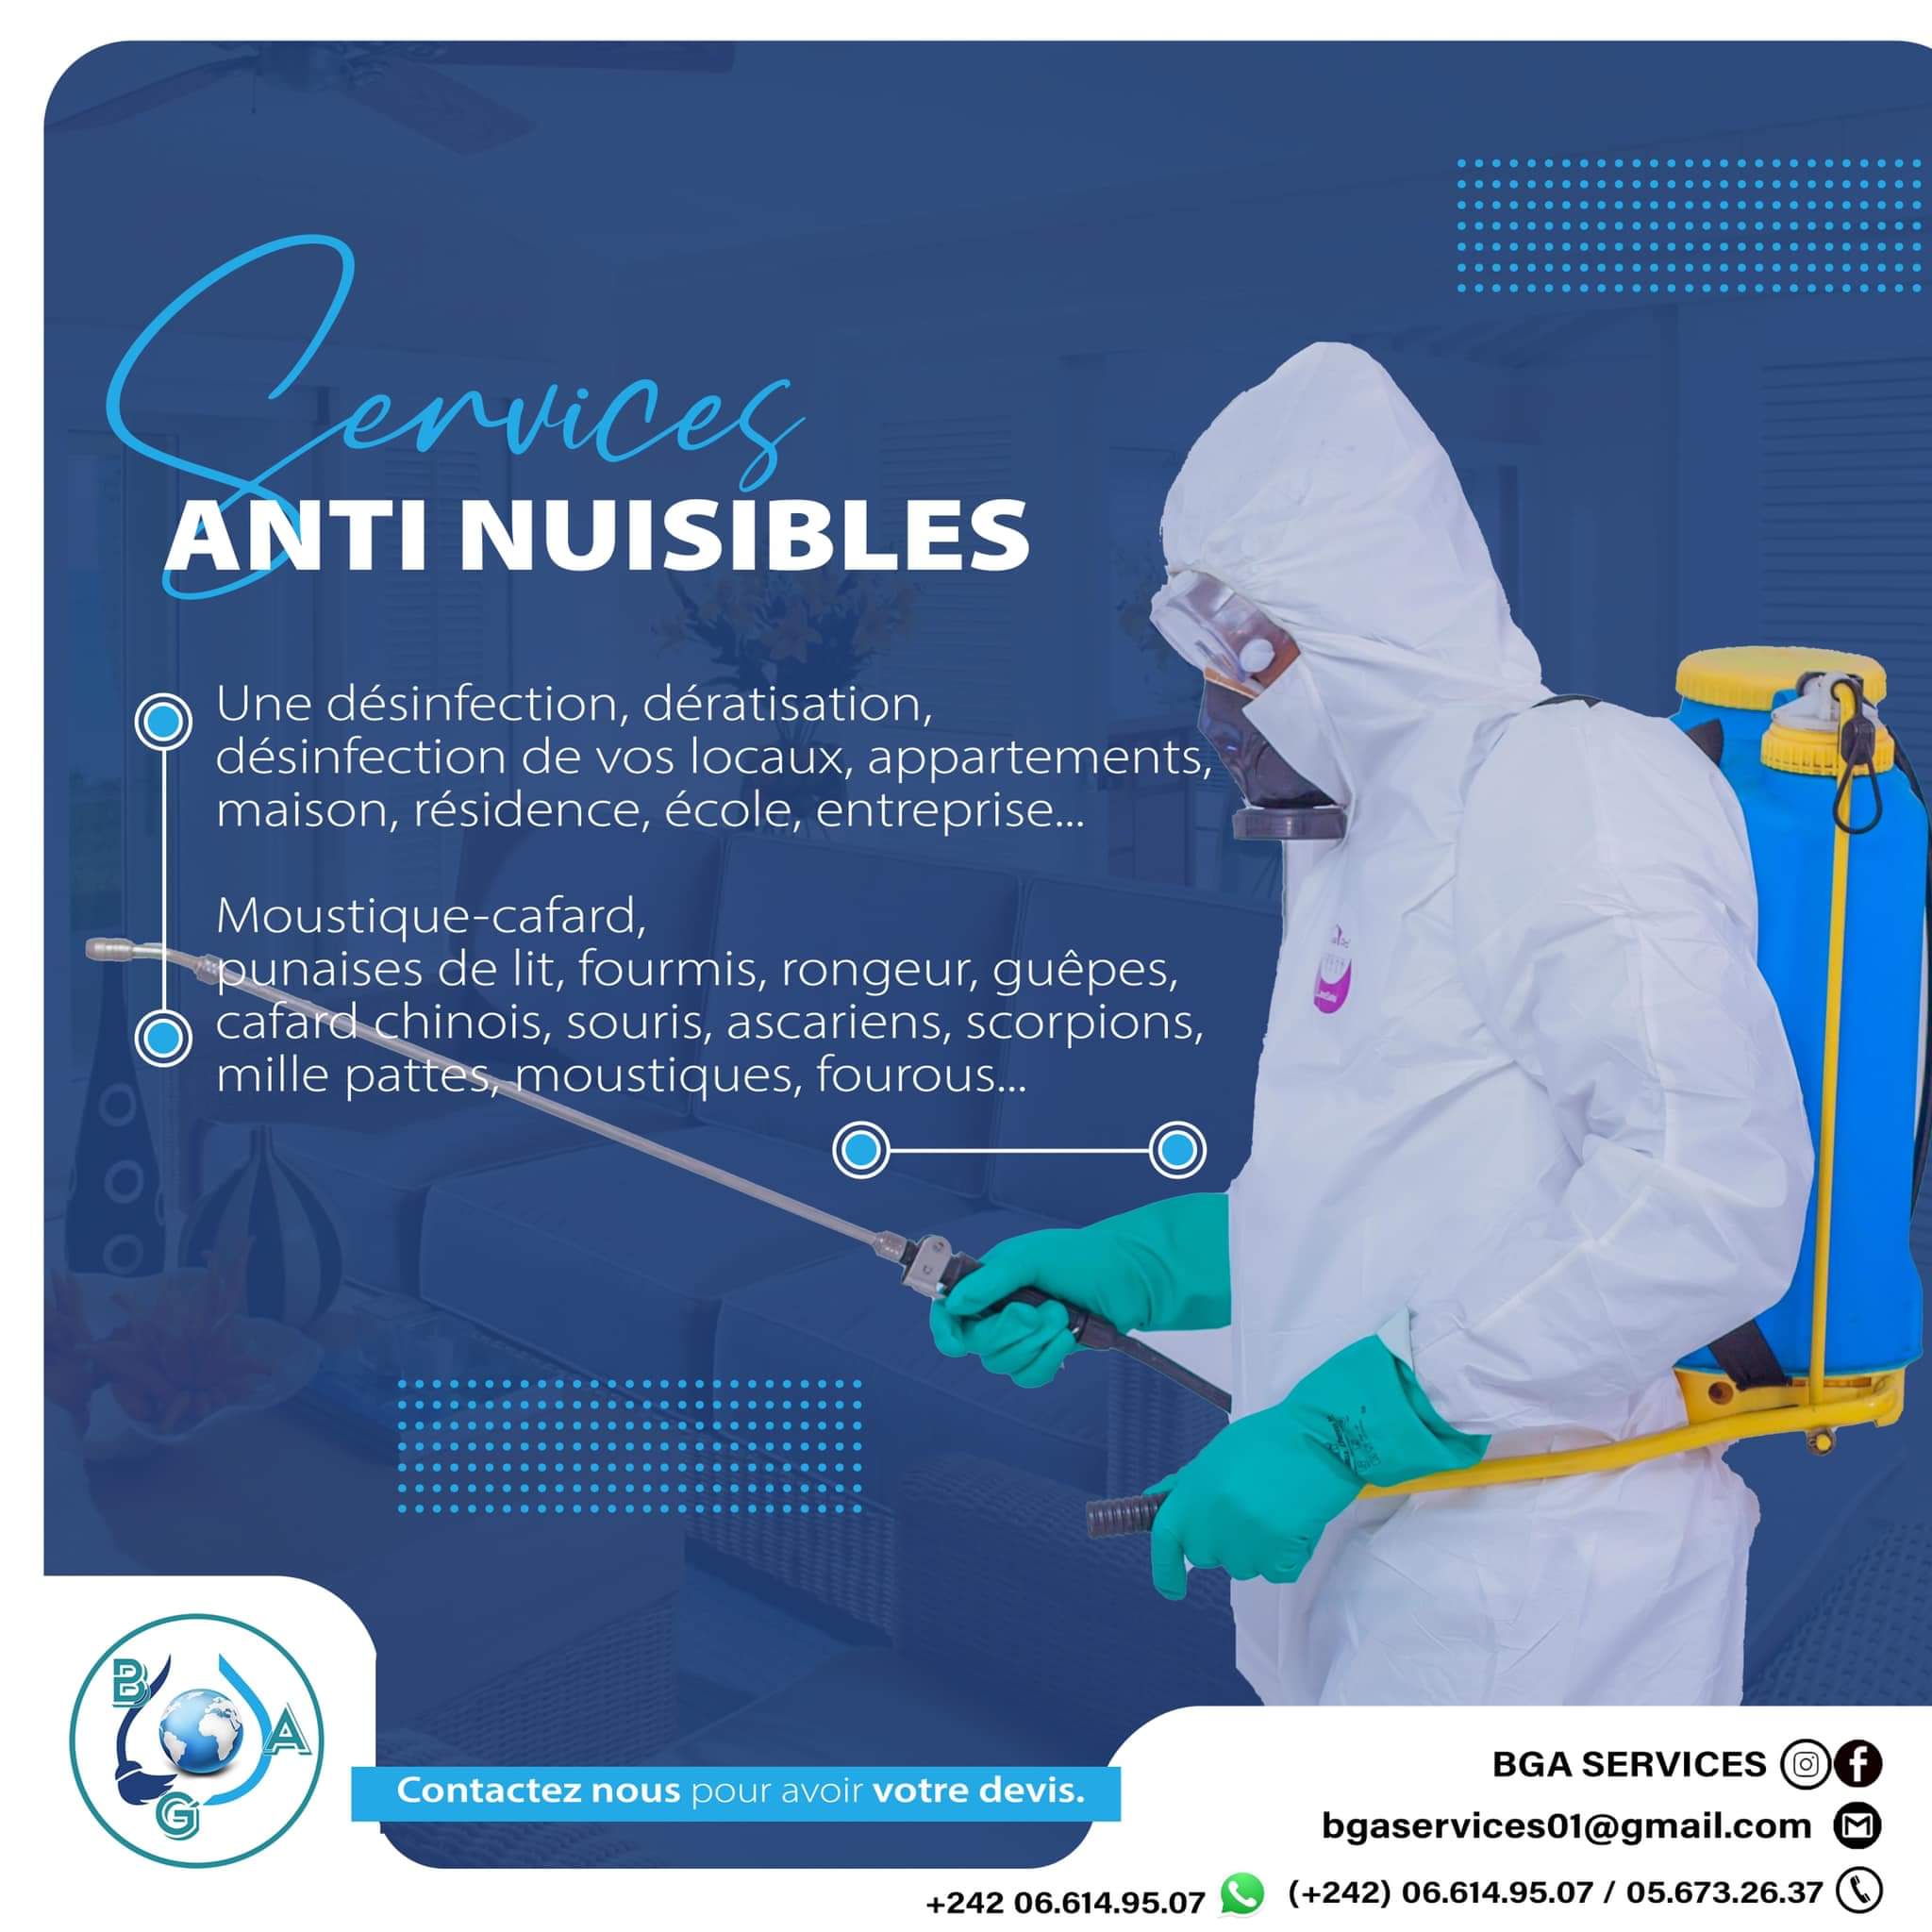 Services
ANTI NUISIBLES
Une désinfection, dératisation,
désinfection de vos locaux, appartements,
maison, résidence, école, entreprise...
Moustique-cafard,
punaises de lit, fourmis, rongeur, guêpes,
cafard chinois, souris, ascariens, scorpions,
mille pattes, moustiques, fourous...
B
A
G
Contactez nous pour avoir votre devis.
BGA SERVICES
bgaservices01@gmail.com
+242 06.614.95.07
(+242) 06.614.95.07 / 05.673.26.37